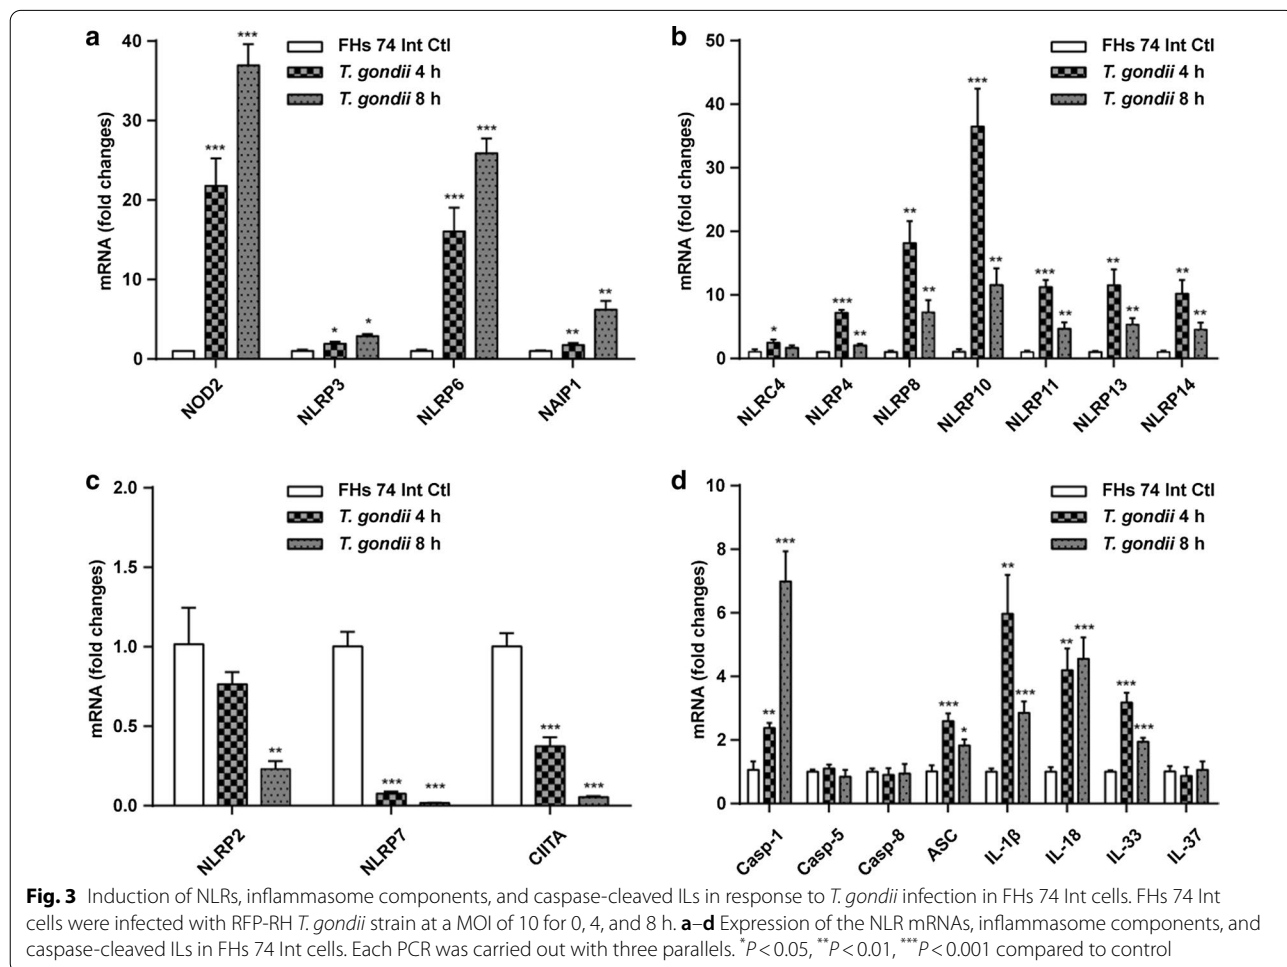 a
mRNA (fold changes)
40
30
20
10
0
FHs 74 Int Ctl
T. gondii 4 h
T. gondii 8 h
***
***
*
*
***
***
**
**
NOD2
NLRP3
NLRP6
NAIP1
b
mRNA (fold changes)
50
40
30
20
10
0
FHs 74 Int Ctl
T. gondii 4 h
T. gondii 8 h
*
***
**
**
**
***
**
***
**
**
**
**
**
NLRC4
NLRP4
NLRP8
NLRP10
NLRP11
NLRP13
NLRP14
c
mRNA (fold changes)
2.0
1.5
1.0
0.5
0.0
FHs 74 Int Ctl
T. gondii 4 h
T. gondii 8 h
**
***
***
***
***
NLRP2
NLRP7
CIITA
d
mRNA (fold changes)
10
8
6
4
2
0
FHs 74 Int Ctl
T. gondii 4 h
T. gondii 8 h
**
***
***
*
**
***
**
***
***
***
Casp-1
Casp-5
Casp-8
ASC
IL-1β
IL-18
IL-33
IL-37
Fig. 3 Induction of NLRs, inflammasome components, and caspase-cleaved ILs in response to T. gondii infection in FHs 74 Int cells. FHs 74 Int
cells were infected with RFP-RH T. gondii strain at a MOI of 10 for 0, 4, and 8 h. a–d Expression of the NLR mRNAs, inflammasome components, and
caspase-cleaved ILs in FHs 74 Int cells. Each PCR was carried out with three parallels. *P < 0.05, **P < 0.01, ***P < 0.001 compared to control